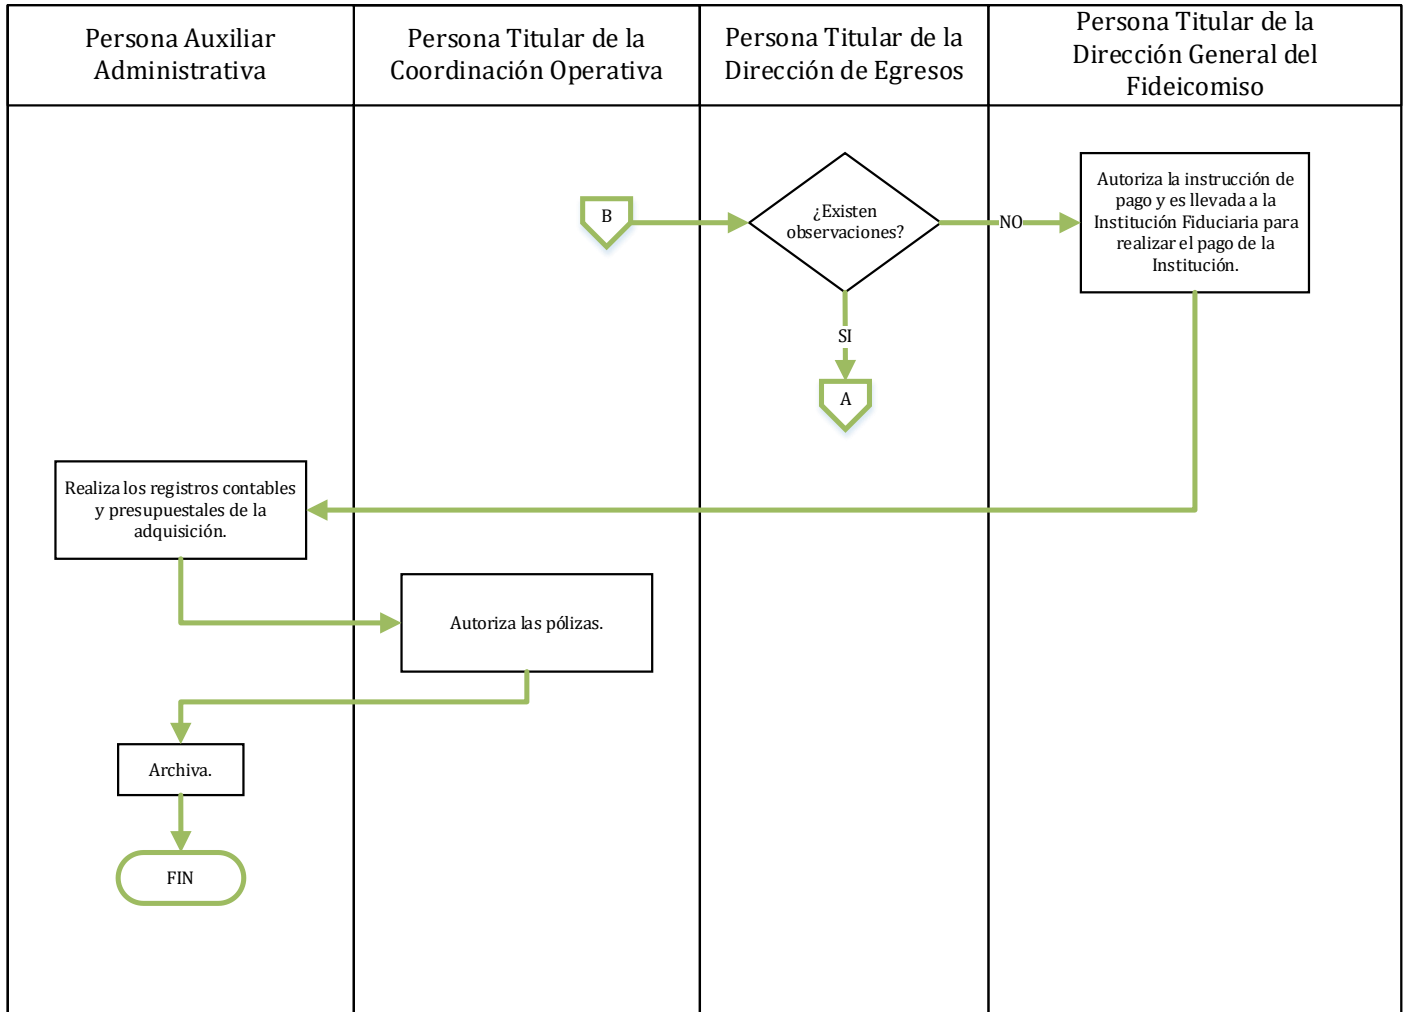 Persona Auxiliar
Administrativa
Persona Titular de la
Coordinación Operativa
Persona Titular de la
Dirección de Egresos
Persona Titular de la
Dirección General del
Fideicomiso
B
¿Existen
observaciones?
NO
Autoriza la instrucción de
pago y es llevada a la
Institución Fiduciaria para
realizar el pago de la
Institución.
SI
A
Realiza los registros contables
y presupuestales de la
adquisición.
Autoriza las pólizas.
Archiva.
FIN